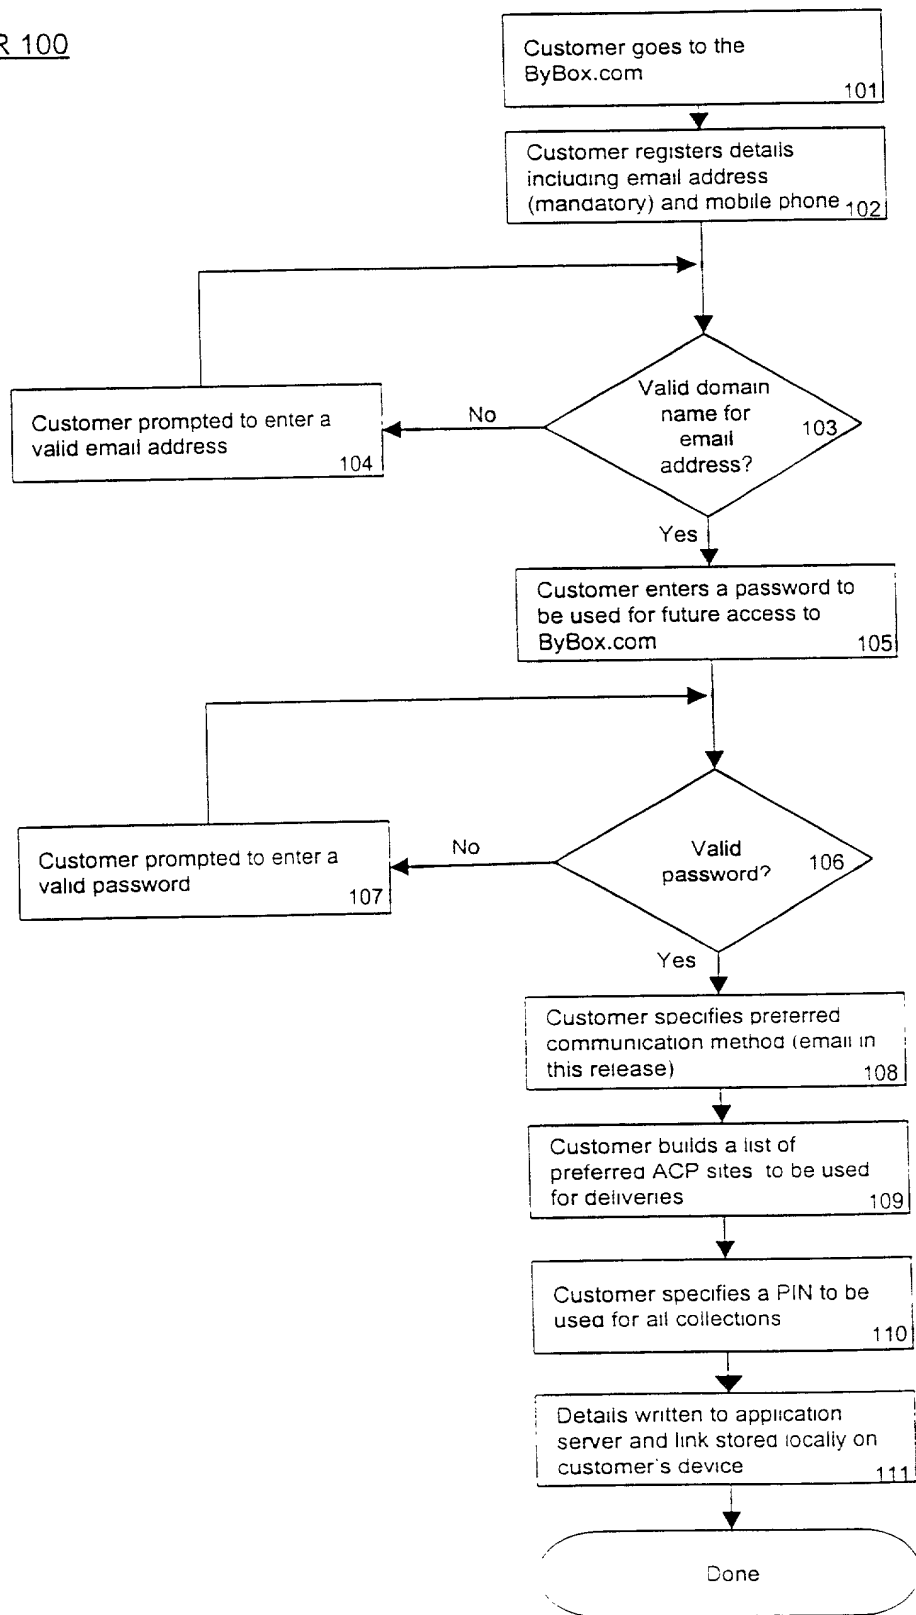 R 100
Customer goes to the
ByBox.com
101
Customer registers details
including email address
(mandatory) and mobile phone 102
Valid domain
name for
email
address?
103
No
Customer prompted to enter a
valid email address
104
Yes
Customer enters a password to
be used for future access to
ByBox.com
105
Valid
password?
106
No
Customer prompted to enter a
valid password
107
Yes
Customer specifies preferred
communication method (email in
this release)
108
Customer builds a list of
preferred ACP sites to be used
for deliveries
109
Customer specifies a PIN to be
used for all collections
110
Details written to application
server and link stored locally on
customer's device
111
Done